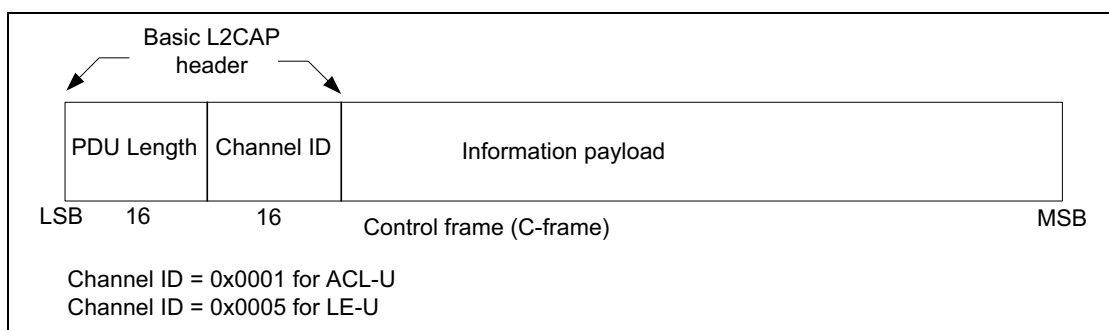 Basic L2CAP
header
PDU Length Channel ID Information payload
LSB 16 16 Control frame (C-frame) MSB
Channel ID = 0x0001 for ACL-U
Channel ID = 0x0005 for LE-U